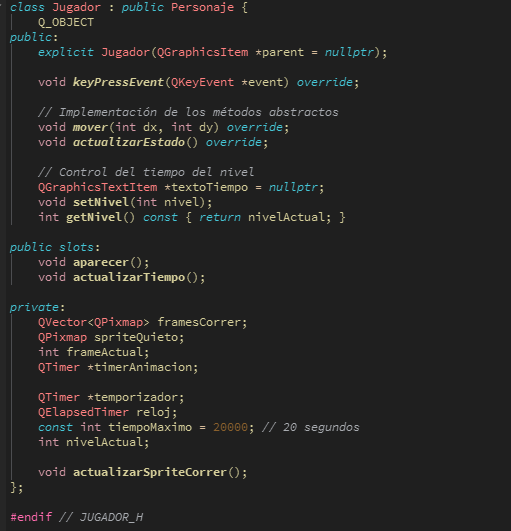 class Jugador : public Personaje {
    Q_OBJECT
public:
    explicit Jugador(QGraphicsItem *parent = nullptr);

    void keyPressEvent(QKeyEvent *event) override;

    // Implementación de los métodos abstractos
    void mover(int dx, int dy) override;
    void actualizarEstado() override;

    // Control del tiempo del nivel
    QGraphicsTextItem *textoTiempo = nullptr;
    void setNivel(int nivel);
    int getNivel() const { return nivelActual; }

public slots:
    void aparecer();
    void actualizarTiempo();

private:
    QVector<QPixmap> framesCorrer;
    QPixmap spriteQuieto;
    int frameActual;
    QTimer *timerAnimacion;

    QTimer *temporizador;
    QElapsedTimer reloj;
    const int tiempoMaximo = 20000; // 20 segundos
    int nivelActual;

    void actualizarSpriteCorrer();
};

#endif // JUGADOR_H